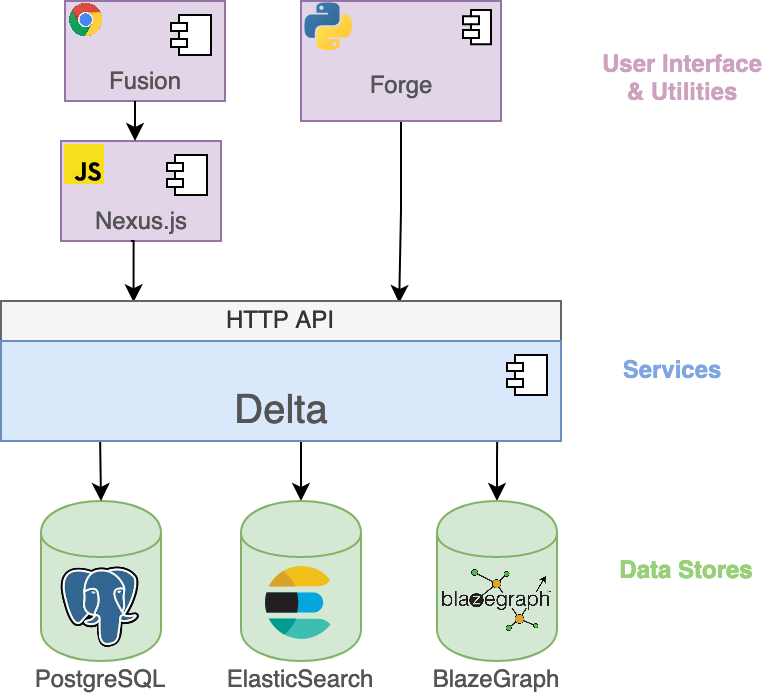 Fusion
Forge
User Interface
& Utilities
JS
Nexus.js
HTTP API
Delta
Services
blazegraph
Data Stores
PostgreSQL
ElasticSearch
BlazeGraph